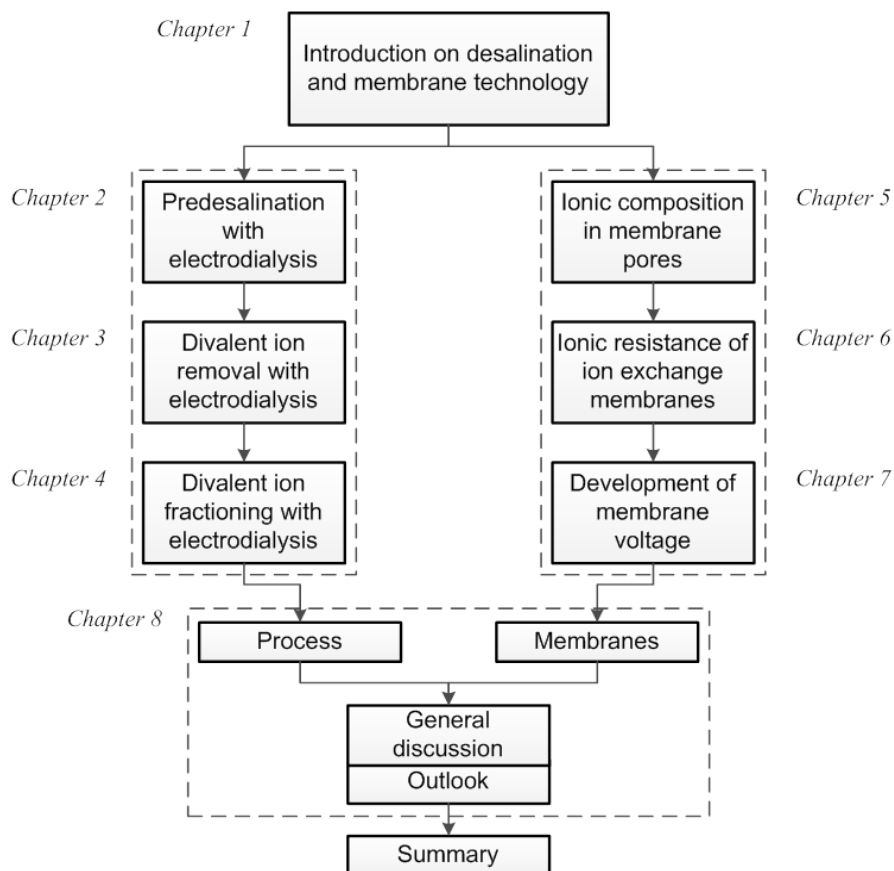 Chapter 1
Introduction on desalination
and membrane technology
Chapter 2
Predesalination
with
electrodialysis
Chapter 3
Divalent ion
removal with
electrodialysis
Chapter 4
Divalent ion
fractioning with
electrodialysis
Ionic composition
in membrane
pores
Chapter 5
Ionic resistance of
ion exchange
membranes
Chapter 6
Development of
membrane
voltage
Chapter 7
Chapter 8
Process
Membranes
General
discussion
Outlook
Summary